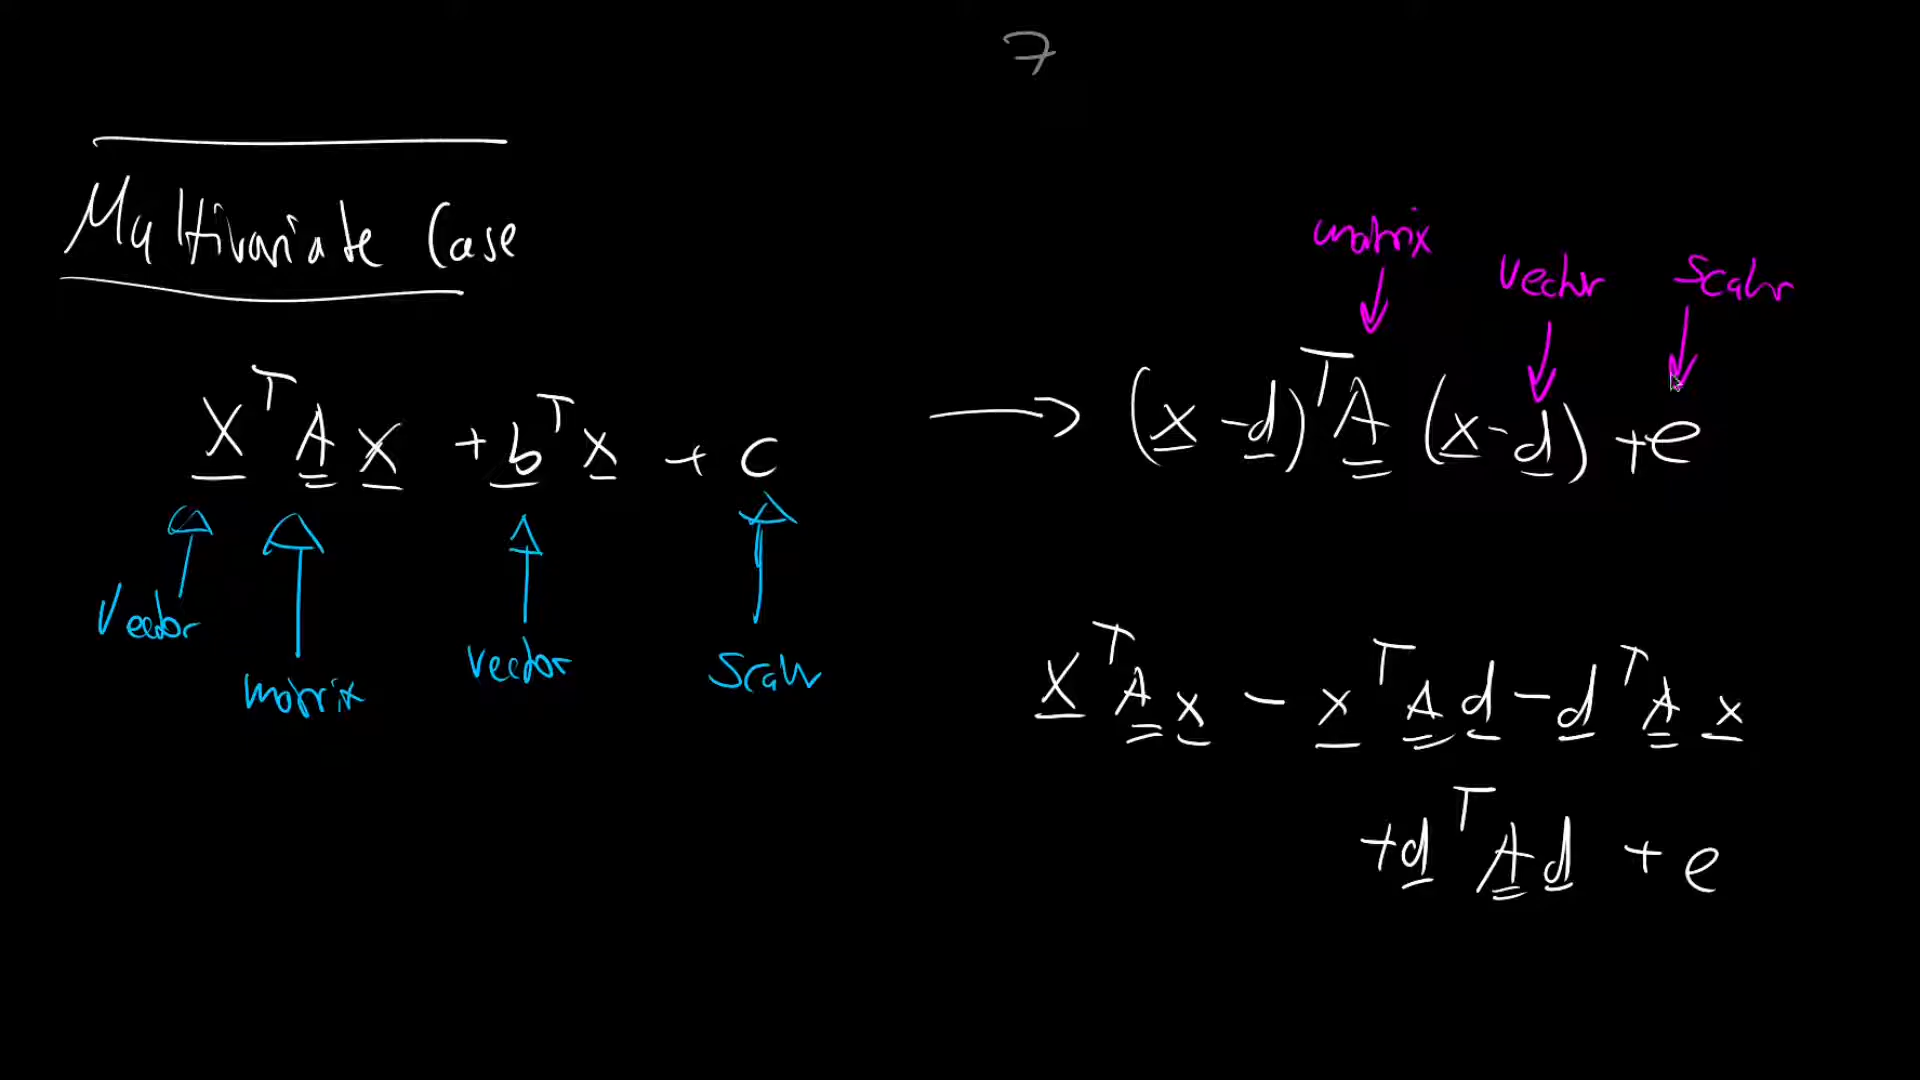 7
Multivariate Case
matrix
vector
scalar
x^T A x + b^T x + c → (x - d)^T A (x - d) + e
vector
matrix
vector
scalar
x^T A x - x^T A d - d^T A x
+ d^T A d + e